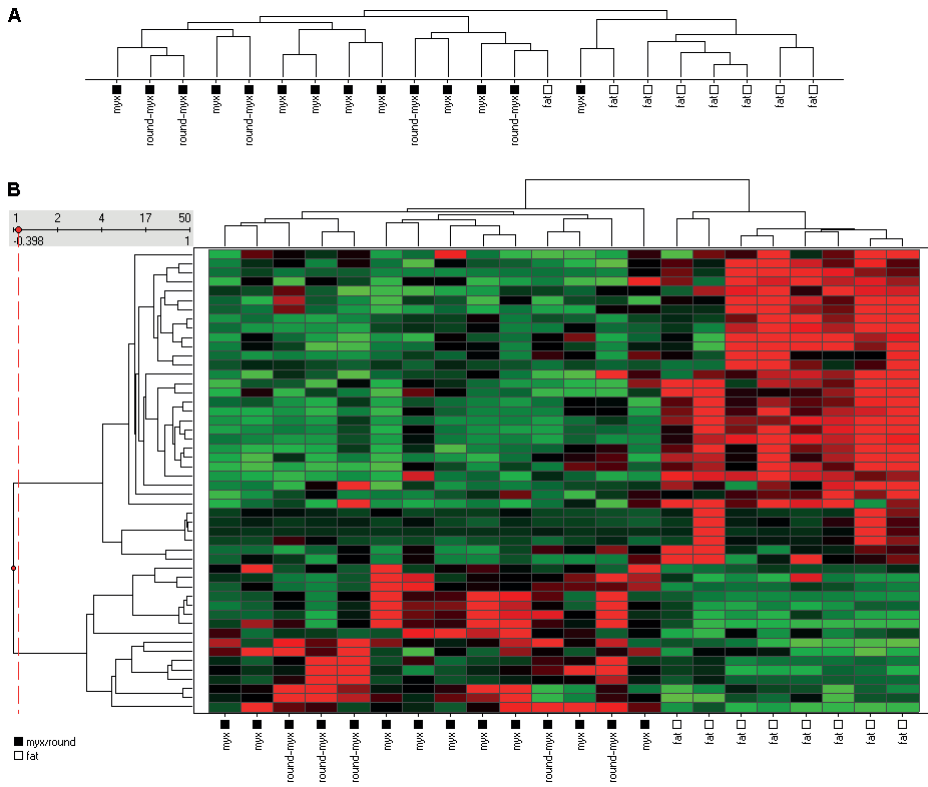 A
myx round-myx round-myx myx round-myx myx myx myx myx round-myx myx myx round-myx fat myx fat fat fat fat fat fat fat
B
1 2 4 17 50
-0.398 1
myx myx round-myx round-myx round-myx myx myx myx myx myx round-myx myx round-myx myx fat fat fat fat fat fat fat fat
myx/round
fat